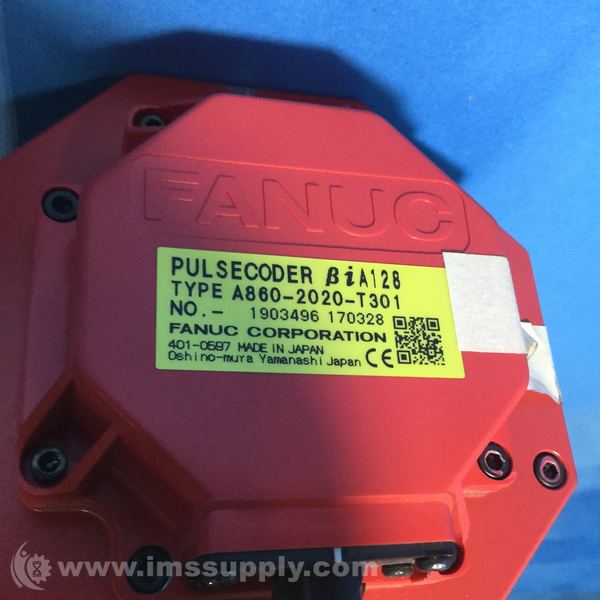 FANUC
PULSECODER βiA128
TYPE A860-2020-T301
NO.- 1903496 170328
FANUC CORPORATION
401-0597 MADE IN JAPAN
Oshino-mura Yamanashi Japan CE
www.imssupply.com